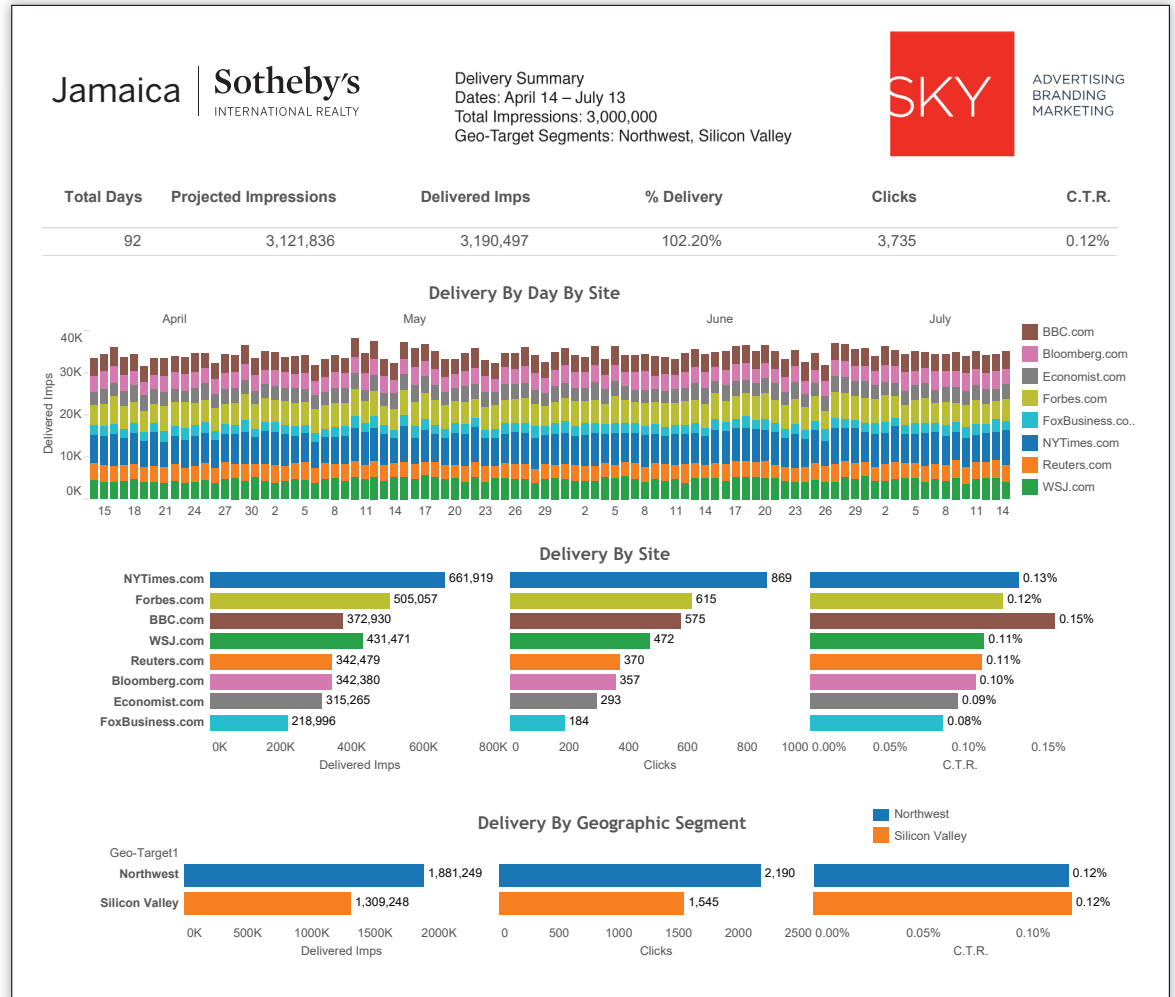 Jamaica
Sotheby's
INTERNATIONAL REALTY
Delivery Summary
Dates: April 14 – July 13
Total Impressions: 3,000,000
Geo-Target Segments: Northwest, Silicon Valley
SKY
ADVERTISING
BRANDING
MARKETING
Total Days Projected Impressions Delivered Imps % Delivery Clicks C.T.R.
92 3,121,836 3,190,497 102.20% 3,735 0.12%
Delivery By Day By Site
April May June July
40K
30K
20K
10K
0K
Delivered Imps
15 18 21 24 27 30 2 5 8 11 14 17 20 23 26 29 2 5 8 11 14 17 20 23 26 29 2 5 8 11 14
BBC.com
Bloomberg.com
Economist.com
Forbes.com
FoxBusiness.co..
NYTimes.com
Reuters.com
WSJ.com
Delivery By Site
NYTimes.com 661,919 869 0.13%
Forbes.com 505,057 615 0.12%
BBC.com 372,930 575 0.15%
WSJ.com 431,471 472 0.11%
Reuters.com 342,479 370 0.11%
Bloomberg.com 342,380 357 0.10%
Economist.com 315,265 293 0.09%
FoxBusiness.com 218,996 184 0.08%
0K 200K 400K 600K 800K 0 200 400 600 800 1000 0.00% 0.05% 0.10% 0.15%
Delivered Imps Clicks C.T.R.
Delivery By Geographic Segment
Northwest
Silicon Valley
Geo-Target1
Northwest 1,881,249 2,190 0.12%
Silicon Valley 1,309,248 1,545 0.12%
0K 500K 1000K 1500K 2000K 0 500 1000 1500 2000 2500 0.00% 0.05% 0.10%
Delivered Imps Clicks C.T.R.